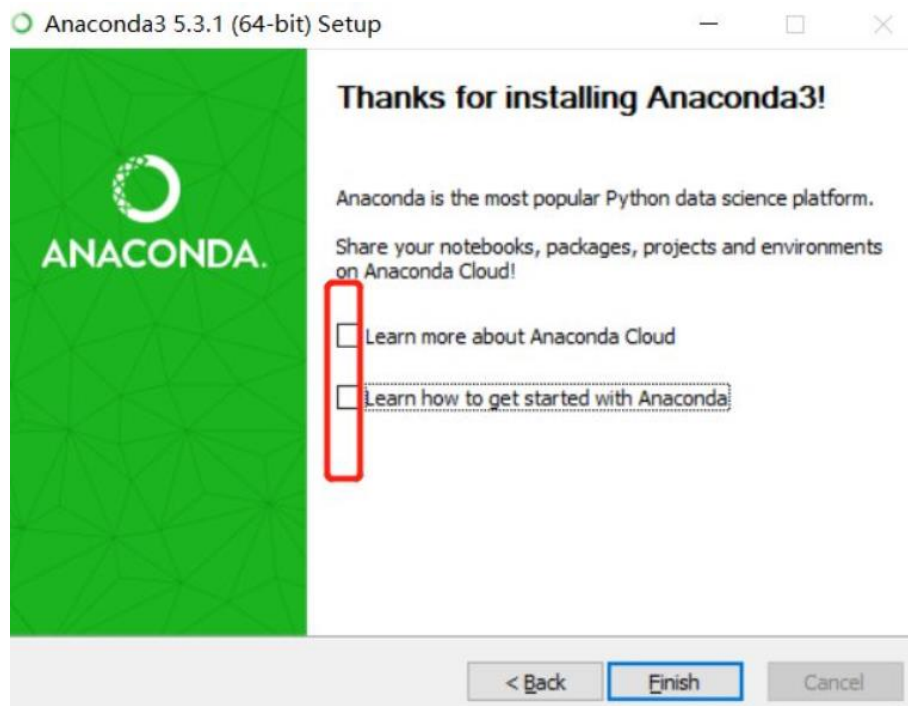 Anaconda3 5.3.1 (64-bit) Setup
Thanks for installing Anaconda3!
Anaconda is the most popular Python data science platform.
Share your notebooks, packages, projects and environments
on Anaconda Cloud!
ANACONDA.
Learn more about Anaconda Cloud
Learn how to get started with Anaconda
< Back
Finish
Cancel